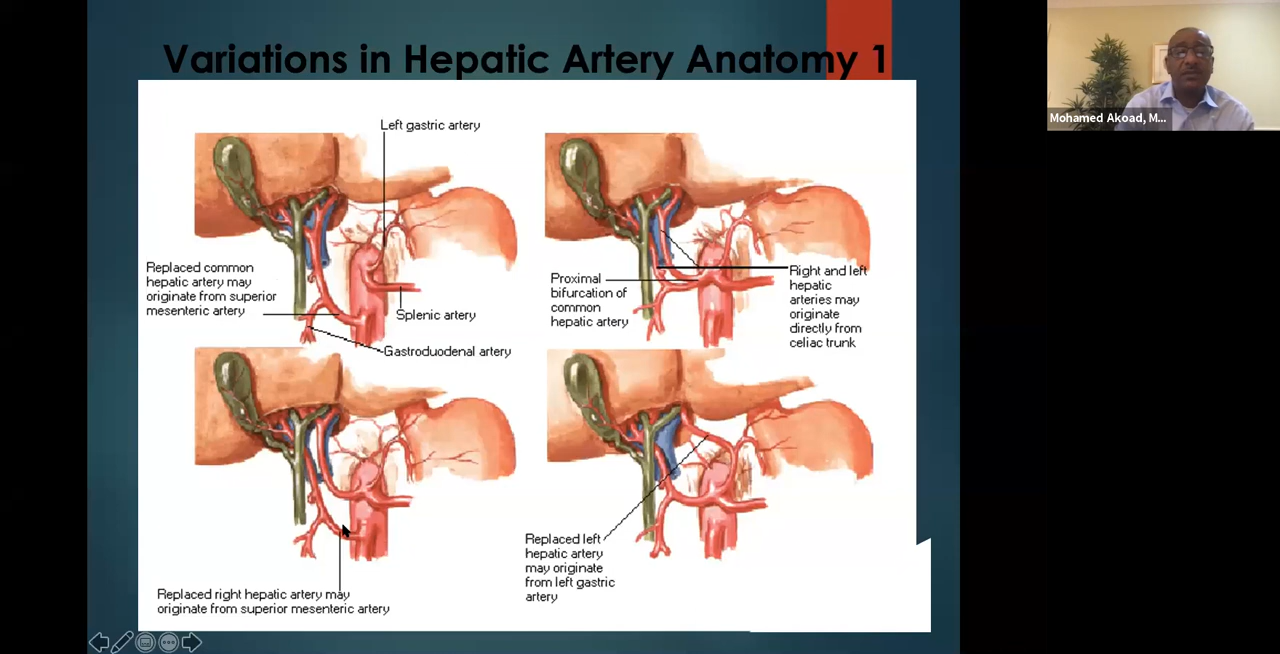 Variations in Hepatic Artery Anatomy 1
Mohamed Akoad, M...
Left gastric artery
Replaced common
hepatic artery may
originate from superior
mesenteric artery
Splenic artery
Gastroduodenal artery
Proximal
bifurcation of
common
hepatic artery
Right and left
hepatic
arteries may
originate
directly from
celiac trunk
Replaced right hepatic artery may
originate from superior mesenteric artery
Replaced left
hepatic artery
may originate
from left gastric
artery